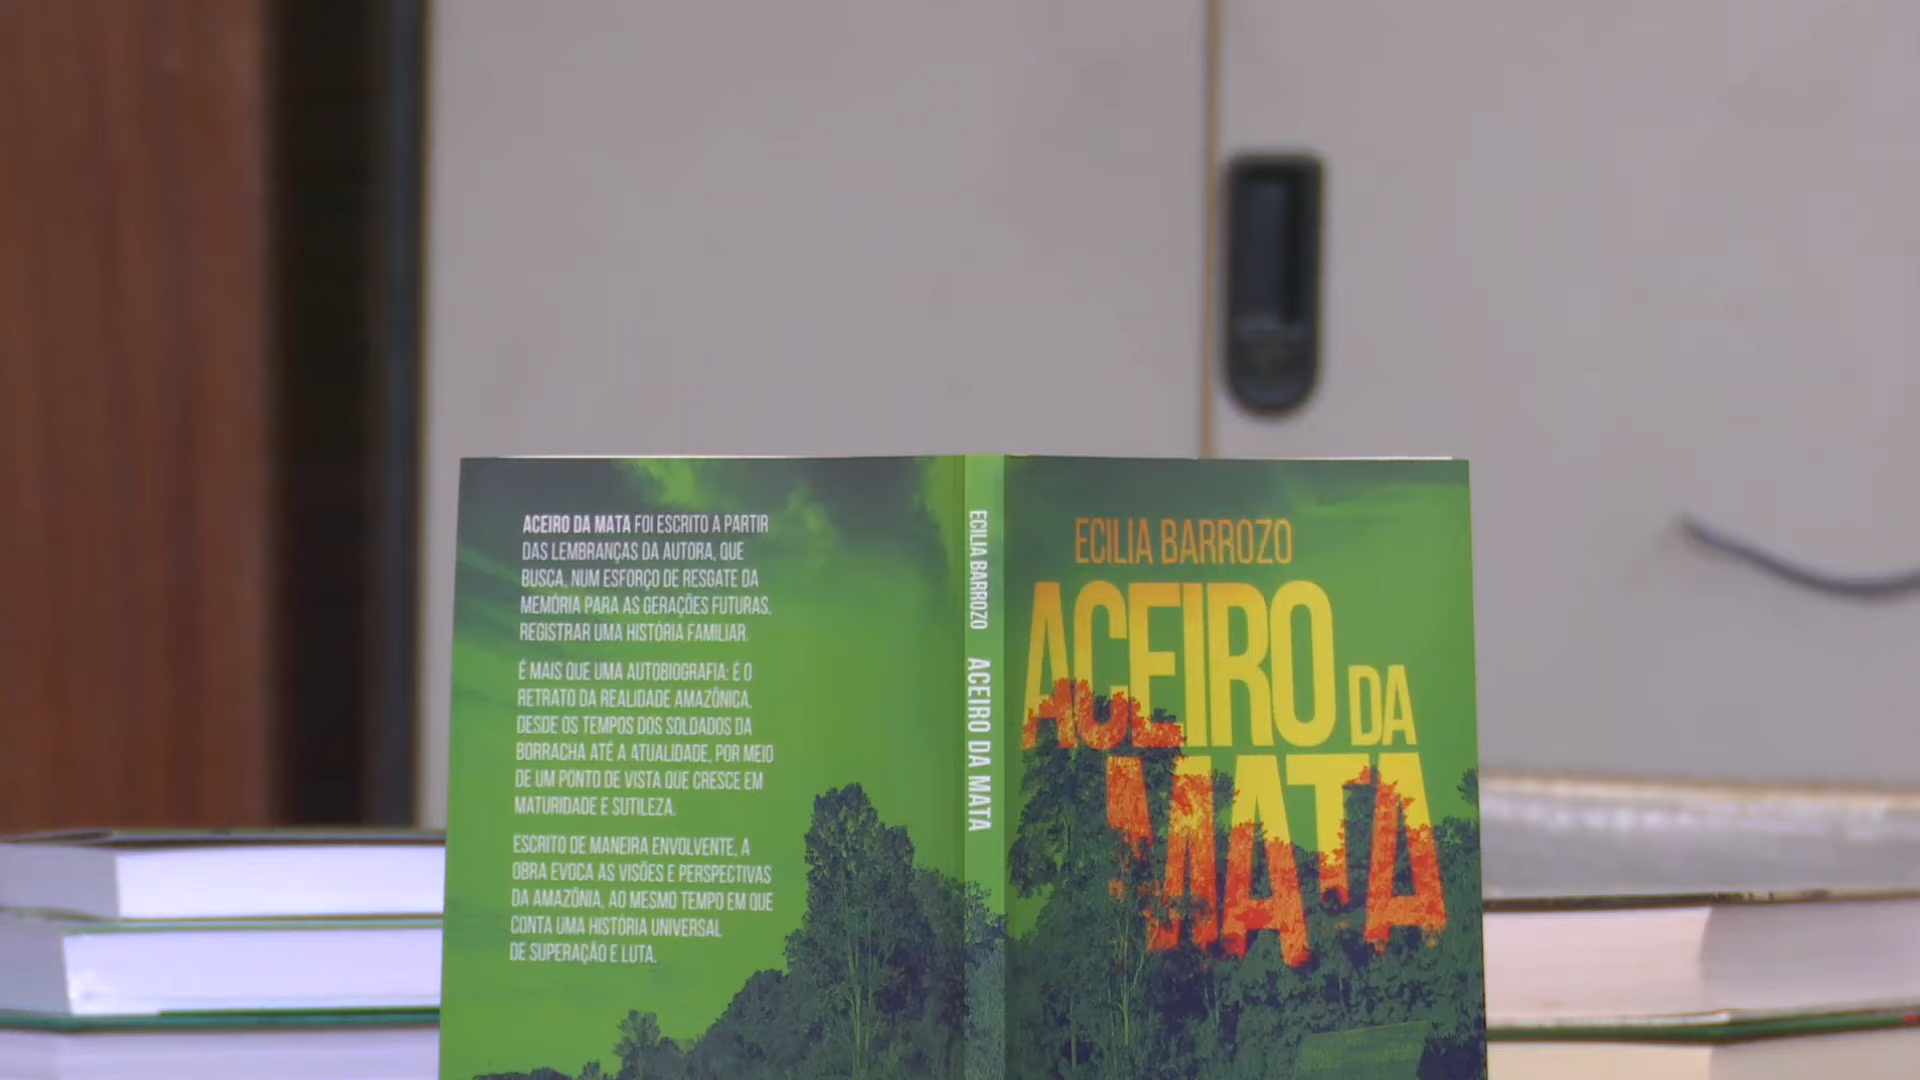 ACEIRO DA MATA FOI ESCRITO A PARTIR
DAS LEMBRANÇAS DA AUTORA, QUE
BUSCA, NUM ESFORÇO DE RESGATE DA
MEMÓRIA PARA AS GERAÇÕES FUTURAS,
REGISTRAR UMA HISTÓRIA FAMILIAR.
É MAIS QUE UMA AUTOBIOGRAFIA: É O
RETRATO DA REALIDADE AMAZÔNICA,
DESDE OS TEMPOS DOS SOLDADOS DA
BORRACHA ATÉ A ATUALIDADE, POR MEIO
DE UM PONTO DE VISTA QUE CRESCE EM
MATURIDADE E SUTILEZA.
ESCRITO DE MANEIRA ENVOLVENTE, A
OBRA EVOCA AS VISÕES E PERSPECTIVAS
DA AMAZÔNIA, AO MESMO TEMPO EM QUE
CONTA UMA HISTÓRIA UNIVERSAL
DE SUPERAÇÃO E LUTA.
ECILIA BARROZO ACEIRO DA MATA
ECILIA BARROZO
ACEIRO DA
MATA